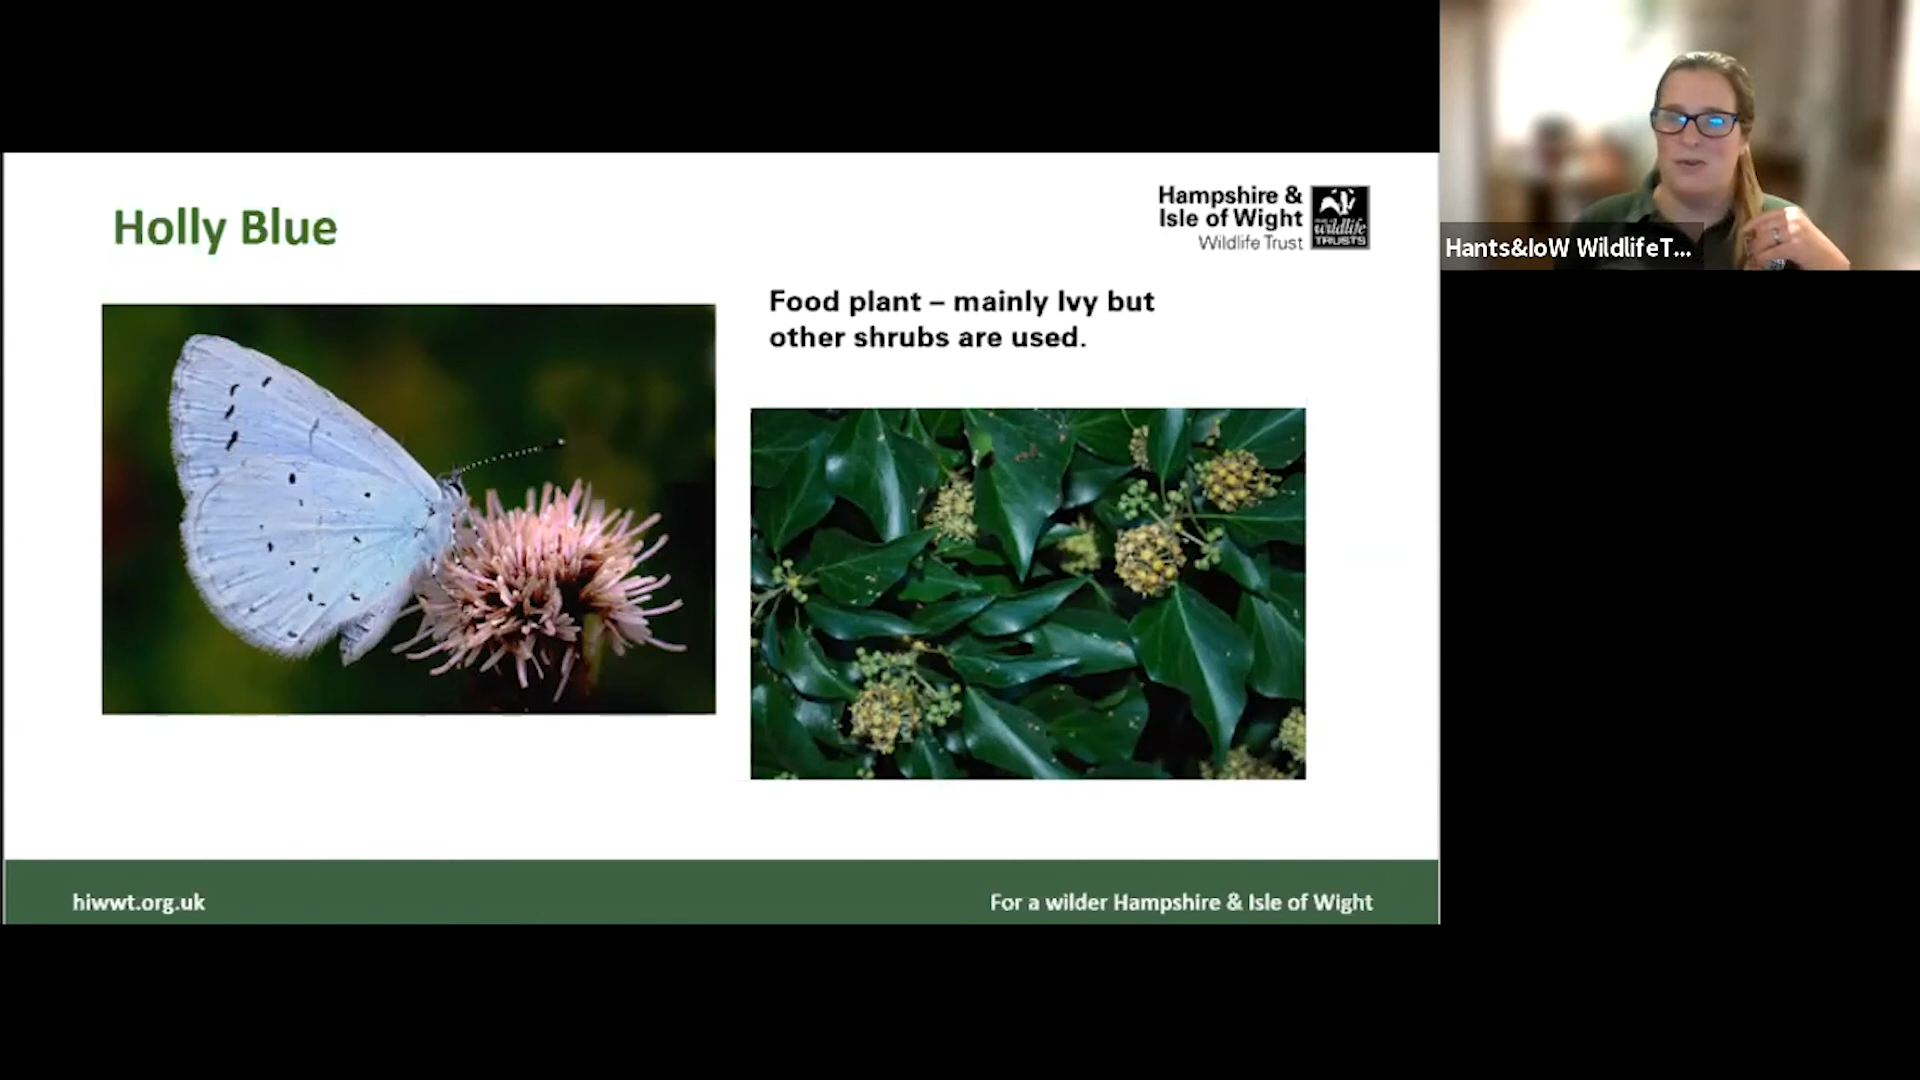 Holly Blue
Hampshire &
Isle of Wight
Wildlife Trust
wildlife
TRUSTS
Food plant – mainly Ivy but
other shrubs are used.
Hants&IoW WildlifeT...
hiwwt.org.uk
For a wilder Hampshire & Isle of Wight